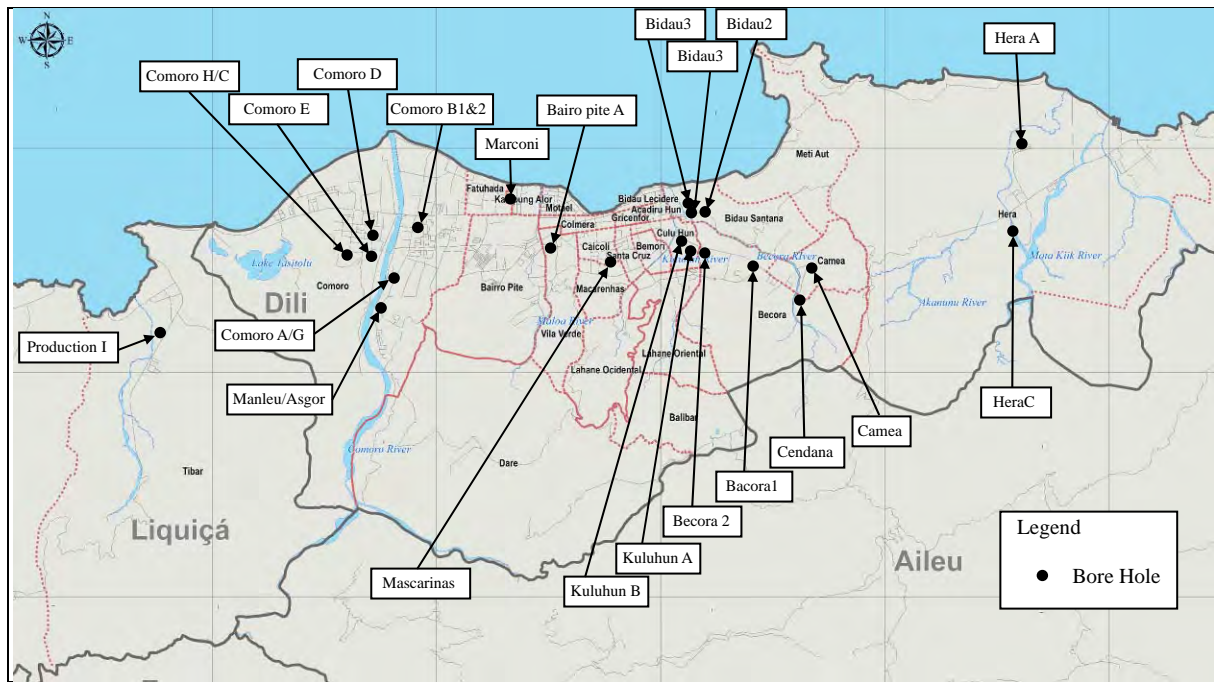 N
W
E
S
Bidau3
Bidau2
Bidau3
Hera A
Comoro H/C
Comoro D
Comoro E
Comoro B1&2
Bairo pite A
Marconi
Meti Aut
Fatuhada
Motael
Bidau Lecidere
Acadiru Hun
Gricenfor
Bidau Santana
Colmera
Hera
Culu Hun
Caicoli
Bemori
Santa Cruz
Becora River
Camea
Mota Kiik River
Lake Tasitolu
Comoro
Dili
Bairro Pite
Macarenhas
Akanunu River
Becora
Comoro A/G
Maloa River
Vila Verde
Production I
Lahane Oriental
Lahane Ocidental
Manleu/Asgor
HeraC
Camea
Balibar
Cendana
Comoru River
Dare
Tibar
Bacora1
Becora 2
Liquiçá
Kuluhun A
Aileu
Mascarinas
Kuluhun B
Legend
Bore Hole